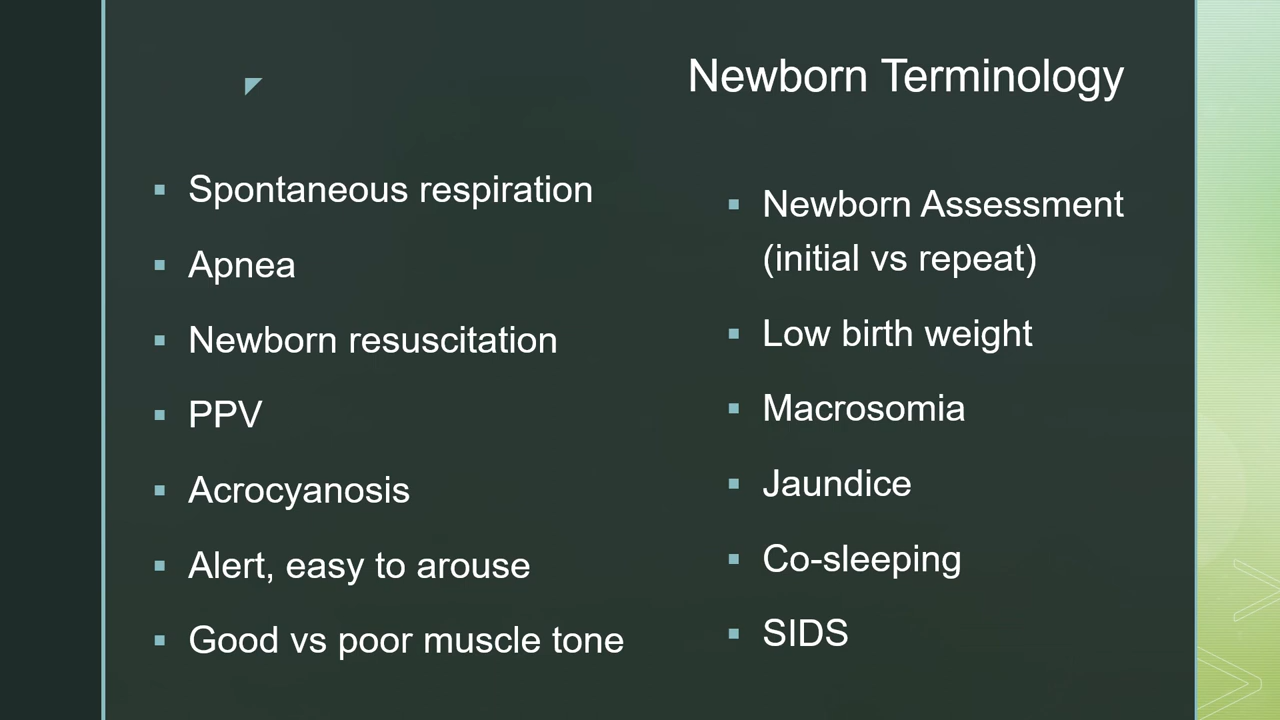 Newborn Terminology
Spontaneous respiration
Apnea
Newborn resuscitation
PPV
Acrocyanosis
Alert, easy to arouse
Good vs poor muscle tone
Newborn Assessment
(initial vs repeat)
Low birth weight
Macrosomia
Jaundice
Co-sleeping
SIDS